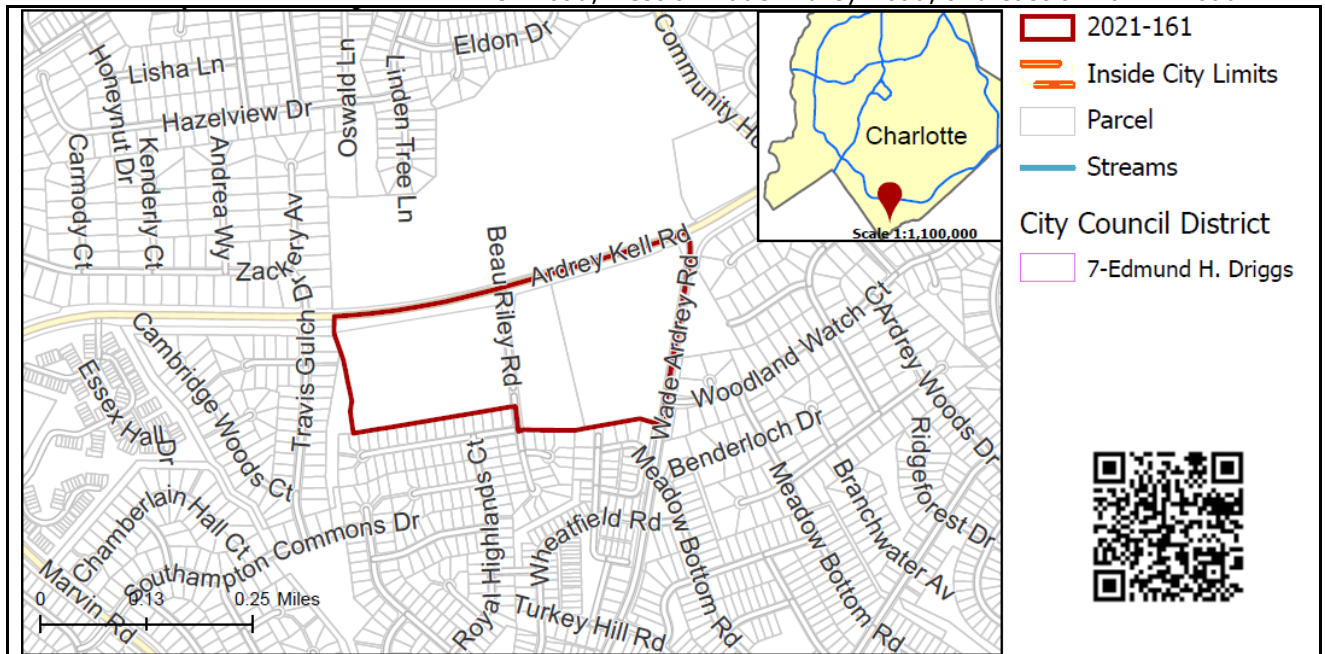 Lisha Ln
Honeynut Dr
Hazelview Dr
Carmody Ct
Kenderly Ct
Andrea Wy
Oswald Ln
Linden Tree Ln
Eldon Dr
Zackery Av
Travis Gulch Dr
Beau Riley Rd
Ardrey Kell Rd
Wade Ardrey Rd
Cambridge Woods Ct
Essex Hall Dr
Chamberlain Hall Ct
Southampton Commons Dr
Marvin Rd
Royal Highlands Ct
Wheatfield Rd
Turkey Hill Rd
Meadow Bottom Rd
Benderloch Dr
Woodland Watch Ct
Meadow Bottom Rd
Branchwater Av
Ridgeforest Dr
Ardrey Woods Dr
Community
Charlotte
Scale 1:1,100,000
0 0.13 0.25 Miles
2021-161
Inside City Limits
Parcel
Streams
City Council District
7-Edmund H. Driggs